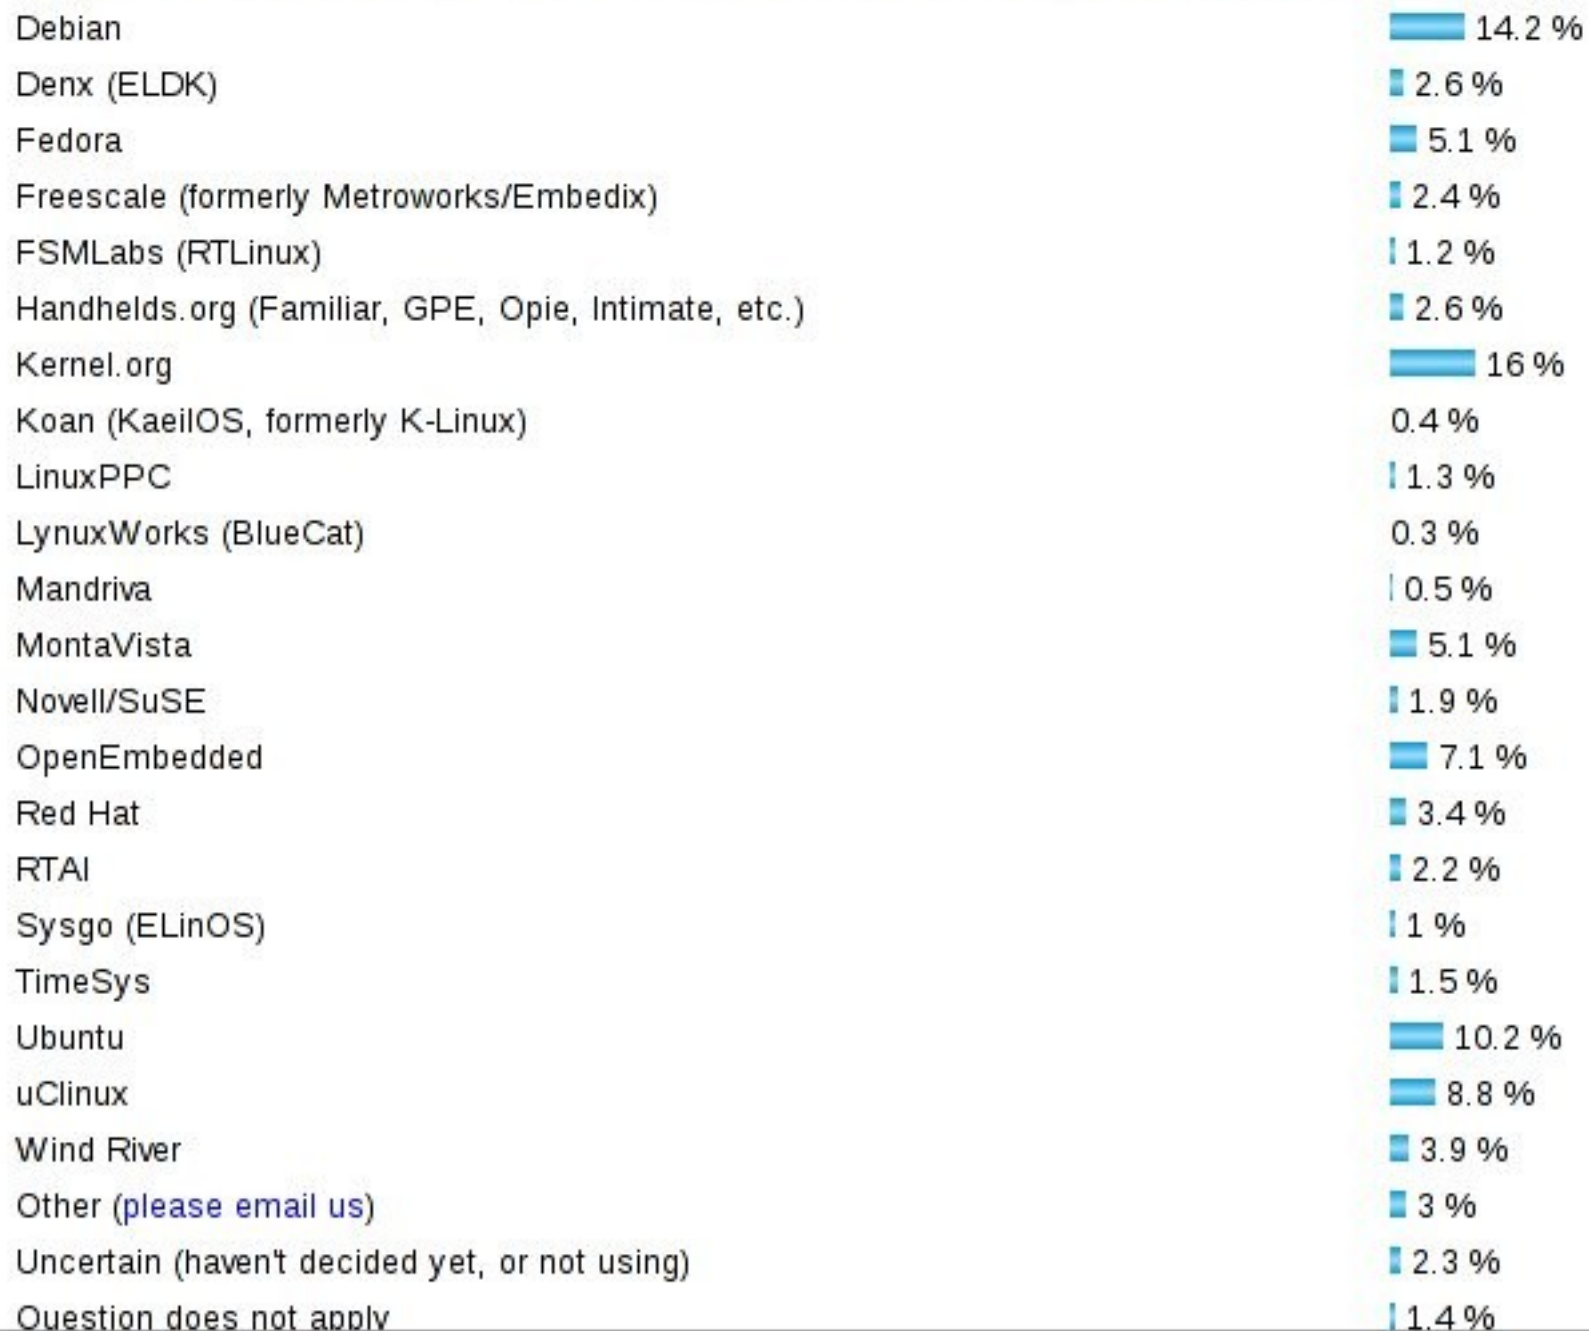 Debian 14.2 %
Denx (ELDK) 2.6 %
Fedora 5.1 %
Freescale (formerly Metroworks/Embedix) 2.4 %
FSMLabs (RTLinux) 1.2 %
Handhelds.org (Familiar, GPE, Opie, Intimate, etc.) 2.6 %
Kernel.org 16 %
Koan (KaeilOS, formerly K-Linux) 0.4 %
LinuxPPC 1.3 %
LynuxWorks (BlueCat) 0.3 %
Mandriva 0.5 %
MontaVista 5.1 %
Novell/SuSE 1.9 %
OpenEmbedded 7.1 %
Red Hat 3.4 %
RTAI 2.2 %
Sysgo (ELinOS) 1 %
TimeSys 1.5 %
Ubuntu 10.2 %
uClinux 8.8 %
Wind River 3.9 %
Other (please email us) 3 %
Uncertain (haven't decided yet, or not using) 2.3 %
Question does not apply 1.4 %